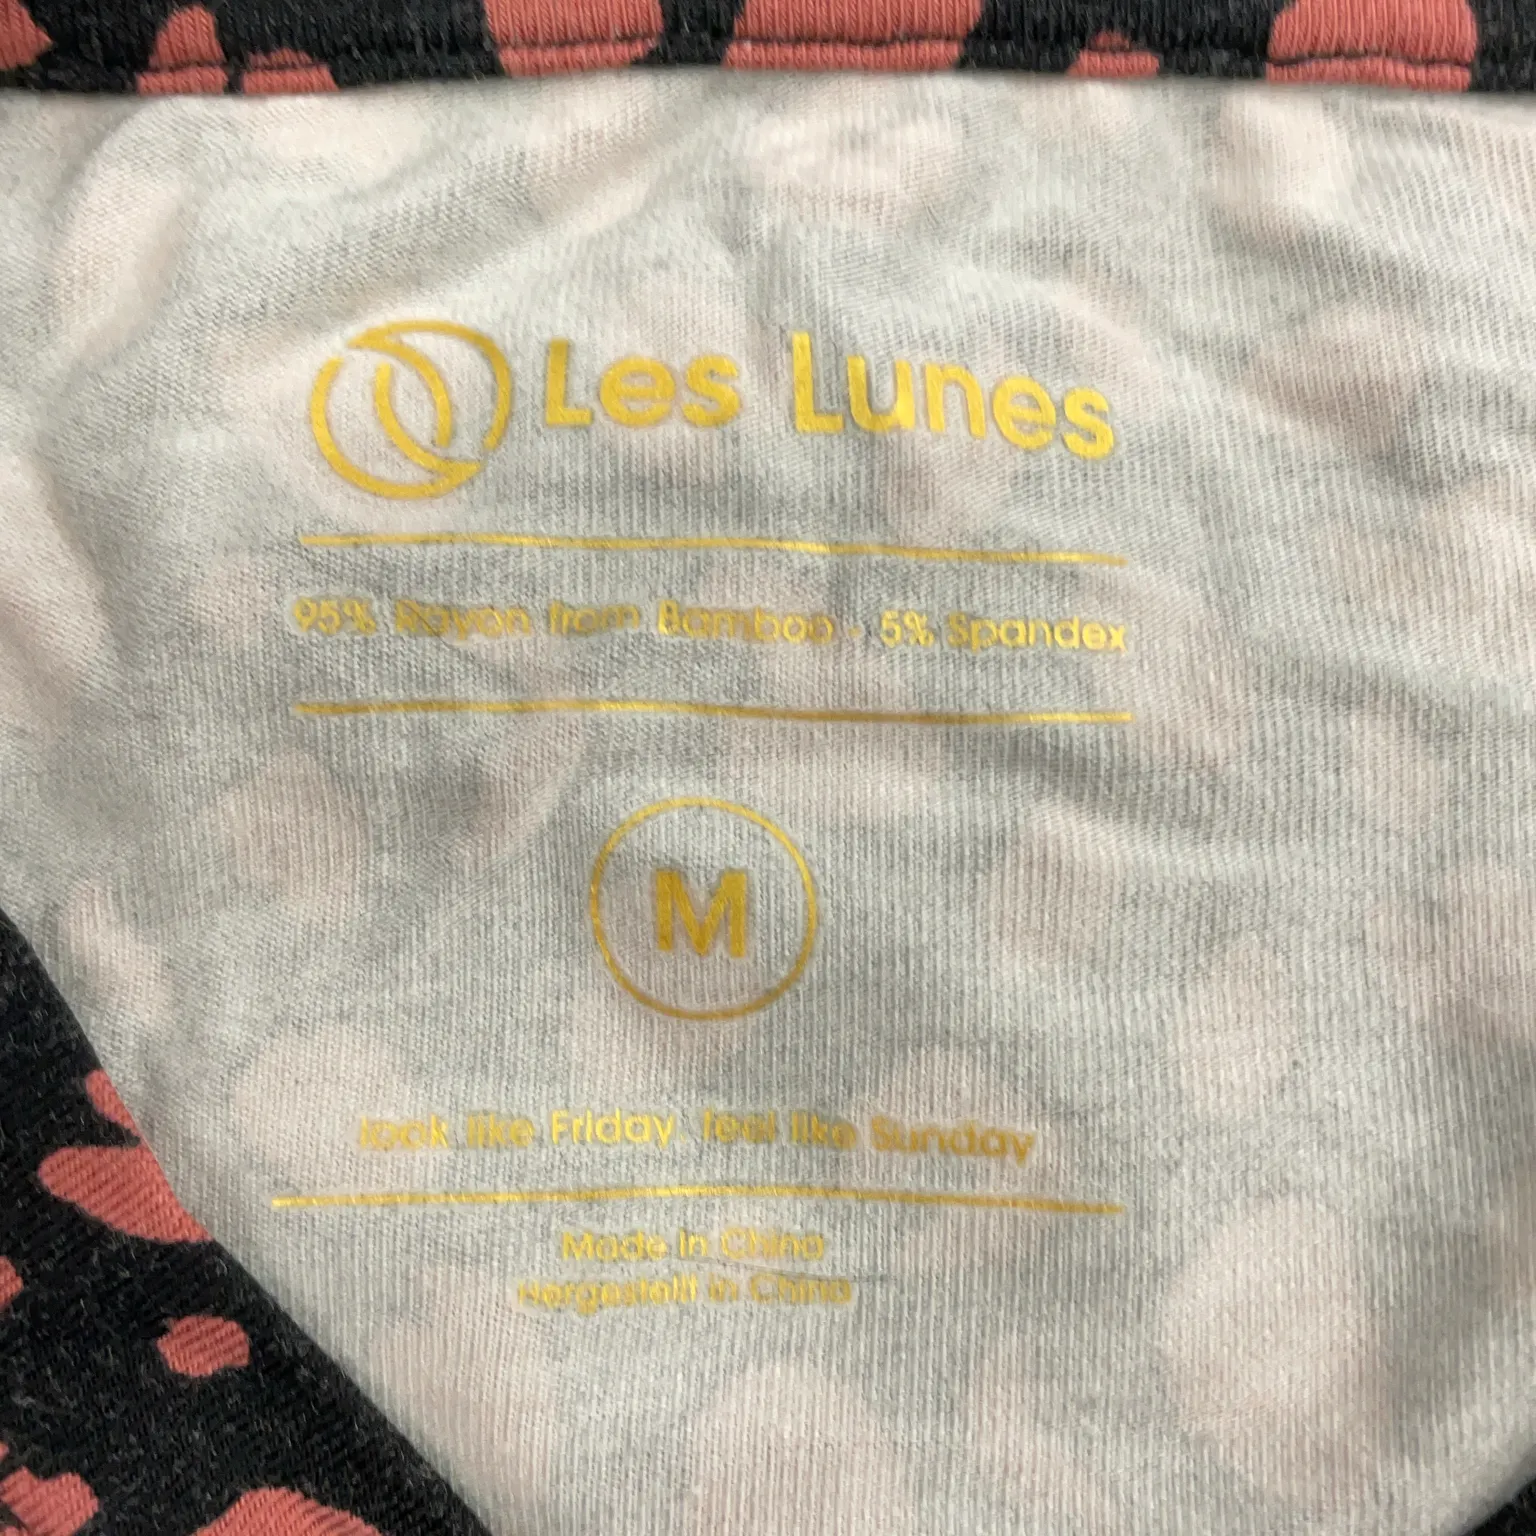 Les Lunes
95% Rayon from Bamboo - 5% Spandex
M
look like Friday, feel like Sunday
Made in China
Hergestellt in China